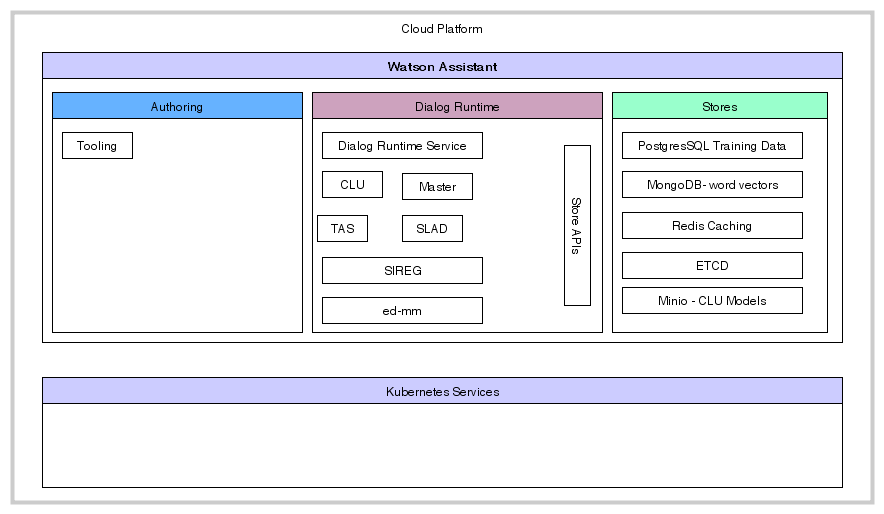 Cloud Platform
Watson Assistant
Authoring
Tooling
Dialog Runtime
Dialog Runtime Service
CLU
Master
TAS
SLAD
SIREG
ed-mm
Store APIs
Stores
PostgresSQL Training Data
MongoDB- word vectors
Redis Caching
ETCD
Minio - CLU Models
Kubernetes Services